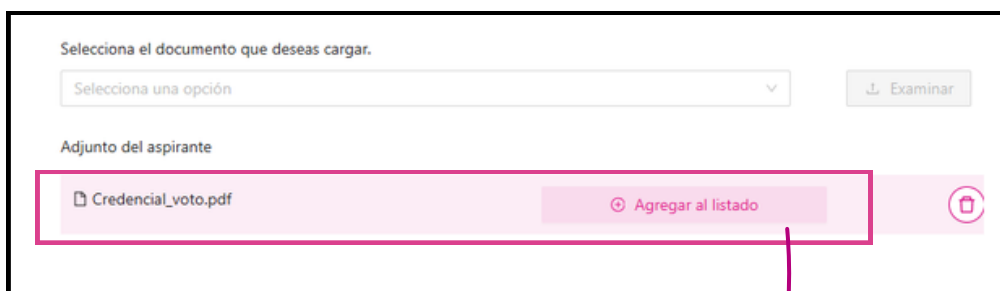 Selecciona el documento que deseas cargar.
Selecciona una opción
Examinar
Adjunto del aspirante
Credencial_voto.pdf
Agregar al listado